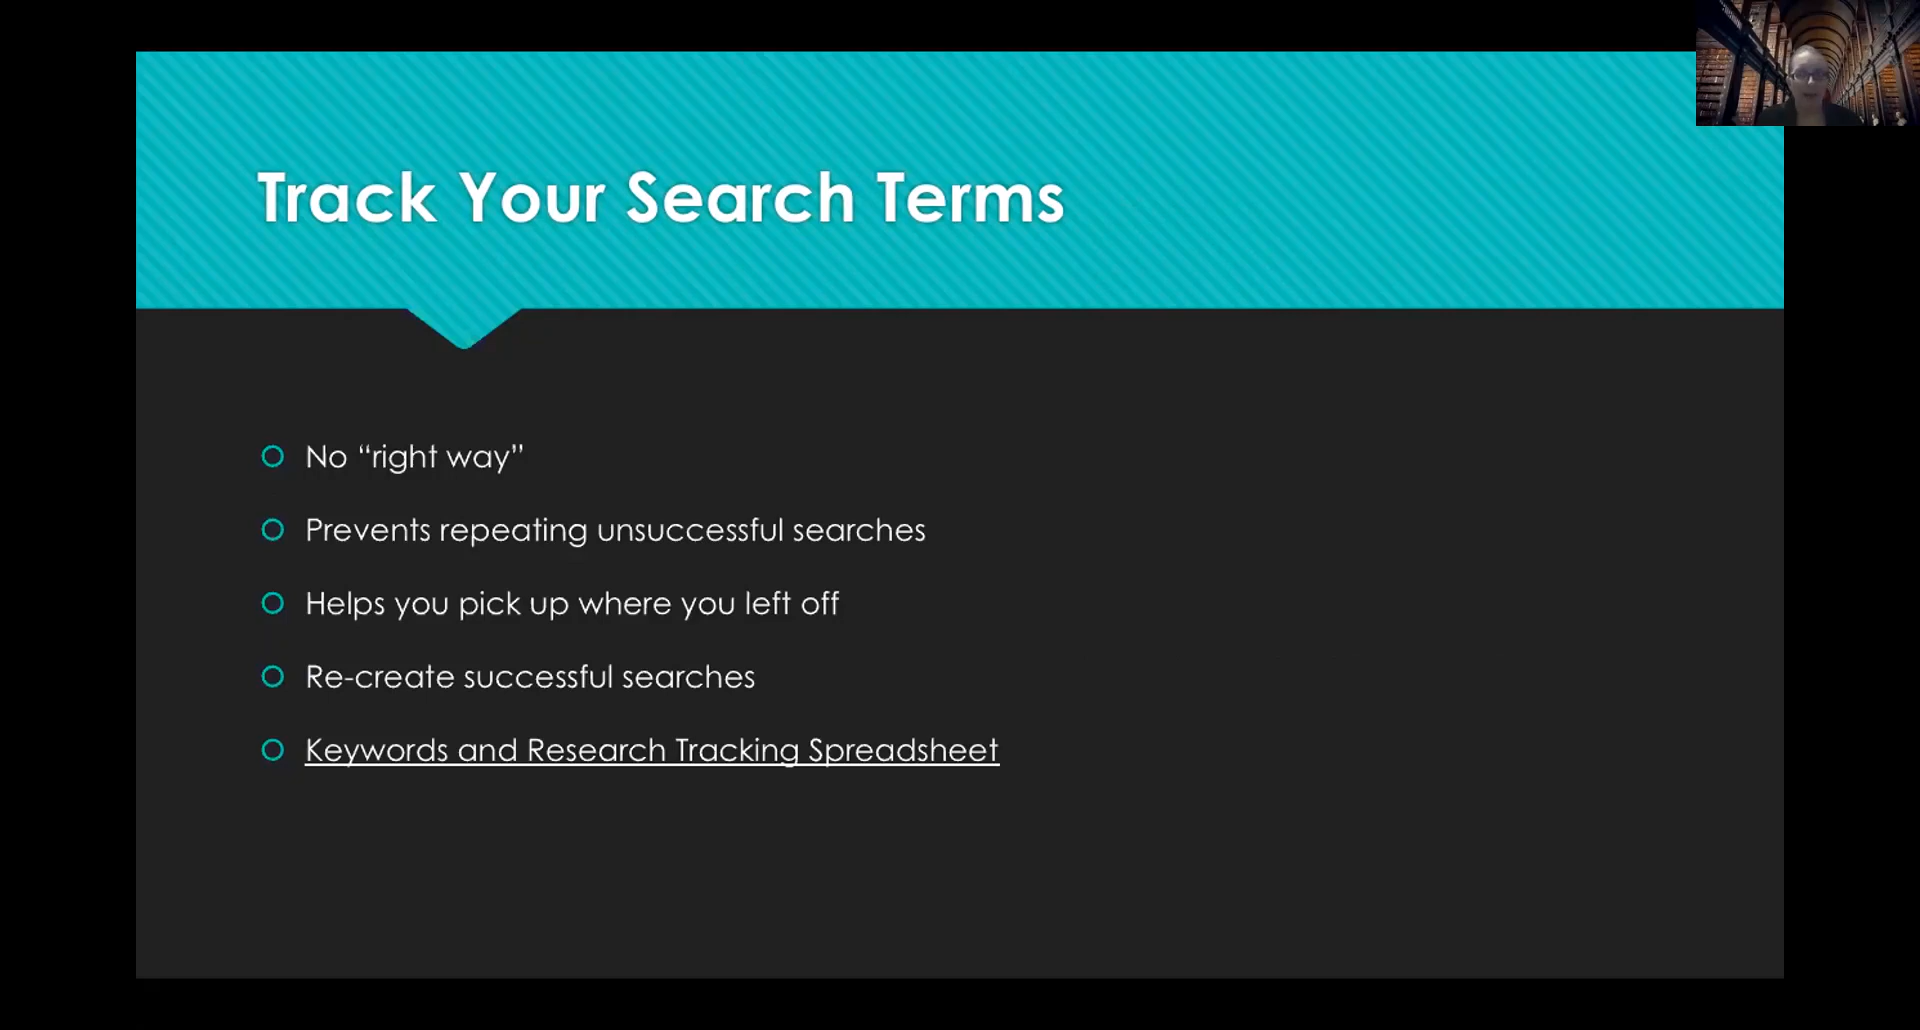 Track Your Search Terms
No “right way”
Prevents repeating unsuccessful searches
Helps you pick up where you left off
Re-create successful searches
Keywords and Research Tracking Spreadsheet